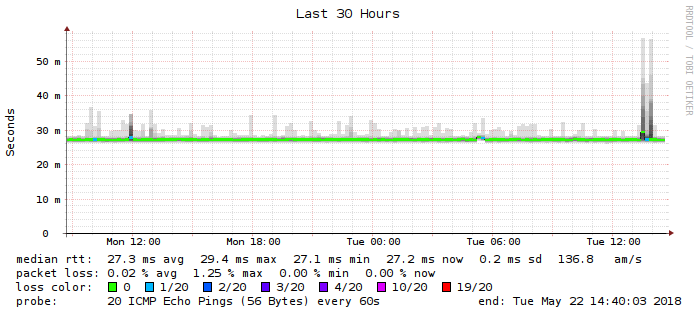 Last 30 Hours
RRDTOOL / TOBI OETIKER
Seconds
50 m
40 m
30 m
20 m
10 m
0
Mon 12:00 Mon 18:00 Tue 00:00 Tue 06:00 Tue 12:00
median rtt: 27.3 ms avg 29.4 ms max 27.1 ms min 27.2 ms now 0.2 ms sd 136.8 am/s
packet loss: 0.02 % avg 1.25 % max 0.00 % min 0.00 % now
loss color: 0 1/20 2/20 3/20 4/20 10/20 19/20
probe: 20 ICMP Echo Pings (56 Bytes) every 60s end: Tue May 22 14:40:03 2018